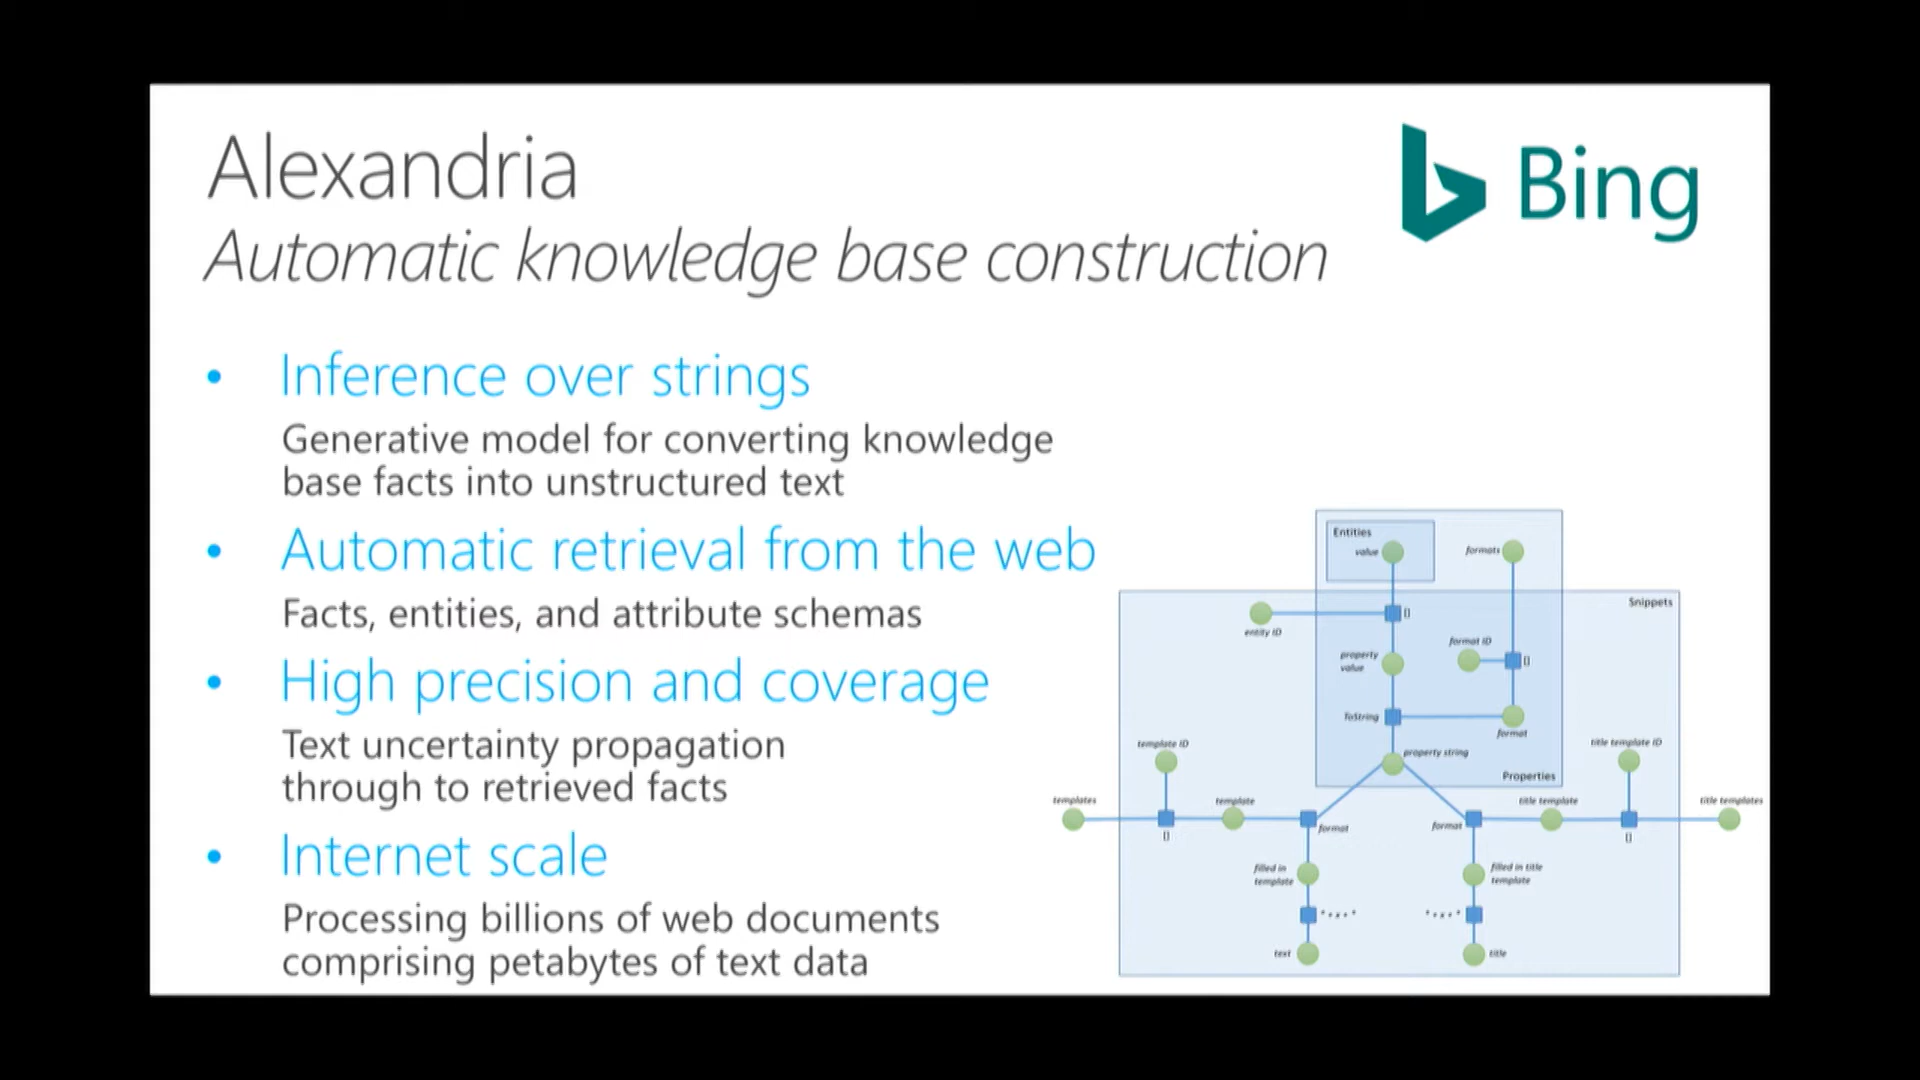 Alexandria
Bing
Automatic knowledge base construction
• Inference over strings
Generative model for converting knowledge
base facts into unstructured text
• Automatic retrieval from the web
Facts, entities, and attribute schemas
• High precision and coverage
Text uncertainty propagation
through to retrieved facts
• Internet scale
Processing billions of web documents
comprising petabytes of text data
Entities
value
formats
Snippets
entity ID
[]
format ID
[]
property
value
ToString
format
property string
Properties
template ID
title template ID
templates
template
title template
title templates
[]
format
format
[]
filled in
template
filled in title
template
text
title